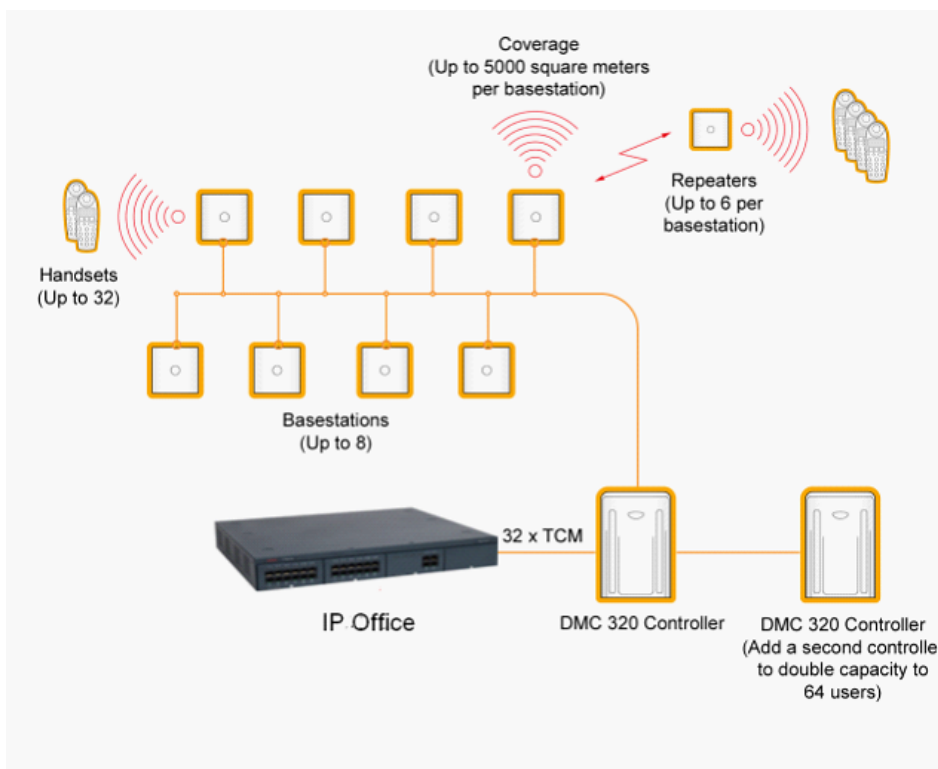 Coverage
(Up to 5000 square meters
per basestation)
Repeaters
(Up to 6 per
basestation)
Handsets
(Up to 32)
Basestations
(Up to 8)
32 x TCM
IP Office
DMC 320 Controller
DMC 320 Controller
(Add a second controlle
to double capacity to
64 users)